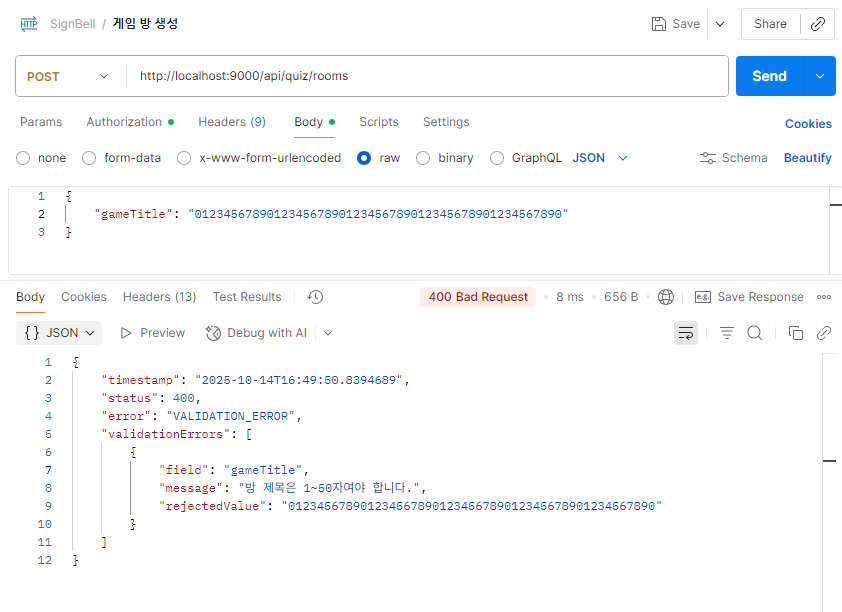 HTTP SignBell / 게임 방 생성 Save Share
POST http://localhost:9000/api/quiz/rooms Send
Params Authorization Headers (9) Body Scripts Settings Cookies
none form-data x-www-form-urlencoded raw binary GraphQL JSON Schema Beautify
1 {
2 "gameTitle": "012345678901234567890123456789012345678901234567890"
3 }
Body Cookies Headers (13) Test Results 400 Bad Request 8 ms 656 B e.g. Save Response
{} JSON Preview Debug with AI
1 {
2 "timestamp": "2025-10-14T16:49:50.8394689",
3 "status": 400,
4 "error": "VALIDATION_ERROR",
5 "validationErrors": [
6 {
7 "field": "gameTitle",
8 "message": "방 제목은 1~50자여야 합니다.",
9 "rejectedValue": "012345678901234567890123456789012345678901234567890"
10 }
11 ]
12 }